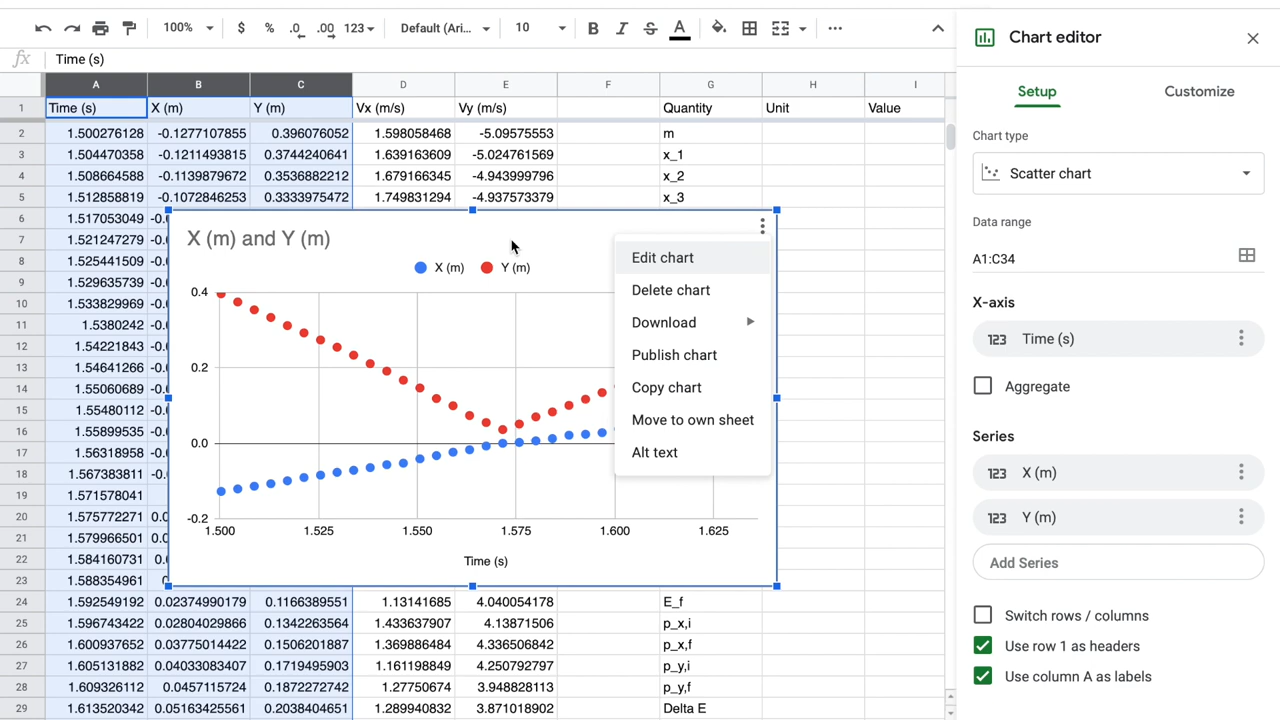 100% $ % .0 .00 123 Default (Ari... 10 B I S A ...
fx Time (s)
A B C D E F G H I
1 Time (s) X (m) Y (m) Vx (m/s) Vy (m/s) Quantity Unit Value
2 1.500276128 -0.1277107855 0.396076052 1.598058468 -5.09575553 m
3 1.504470358 -0.1211493815 0.3744240641 1.639163609 -5.024761569 x_1
4 1.508664588 -0.1139879672 0.3536882212 1.679166345 -4.943999796 x_2
5 1.512858819 -0.1072846253 0.3333975472 1.749831294 -4.937573379 x_3
6 1.517053049
7 1.521247279
8 1.525441509
9 1.529635739
10 1.533829969
11 1.5380242
12 1.54221843
13 1.54641266
14 1.55060689
15 1.55480112
16 1.55899535
17 1.56318958
18 1.567383811
19 1.571578041
20 1.575772271
21 1.579966501
22 1.584160731
23 1.588354961
X (m) and Y (m)
X (m) Y (m)
0.4
0.2
0.0
-0.2
1.500 1.525 1.550 1.575 1.600 1.625
Time (s)
Edit chart
Delete chart
Download
Publish chart
Copy chart
Move to own sheet
Alt text
24 1.592549192 0.02374990179 0.1166389551 1.13141685 4.040054178 E_f
25 1.596743422 0.02804029866 0.1342263564 1.433637907 4.13871506 p_x,i
26 1.600937652 0.03775014422 0.1506201887 1.369886484 4.336506842 p_x,f
27 1.605131882 0.04033083407 0.1719495903 1.161198849 4.250792797 p_y,i
28 1.609326112 0.0457115724 0.1872272742 1.27750674 3.948828113 p_y,f
29 1.613520342 0.05163425561 0.2038404651 1.289940832 3.871018902 Delta E
Chart editor
Setup Customize
Chart type
Scatter chart
Data range
A1:C34
X-axis
123 Time (s)
Aggregate
Series
123 X (m)
123 Y (m)
Add Series
Switch rows / columns
Use row 1 as headers
Use column A as labels